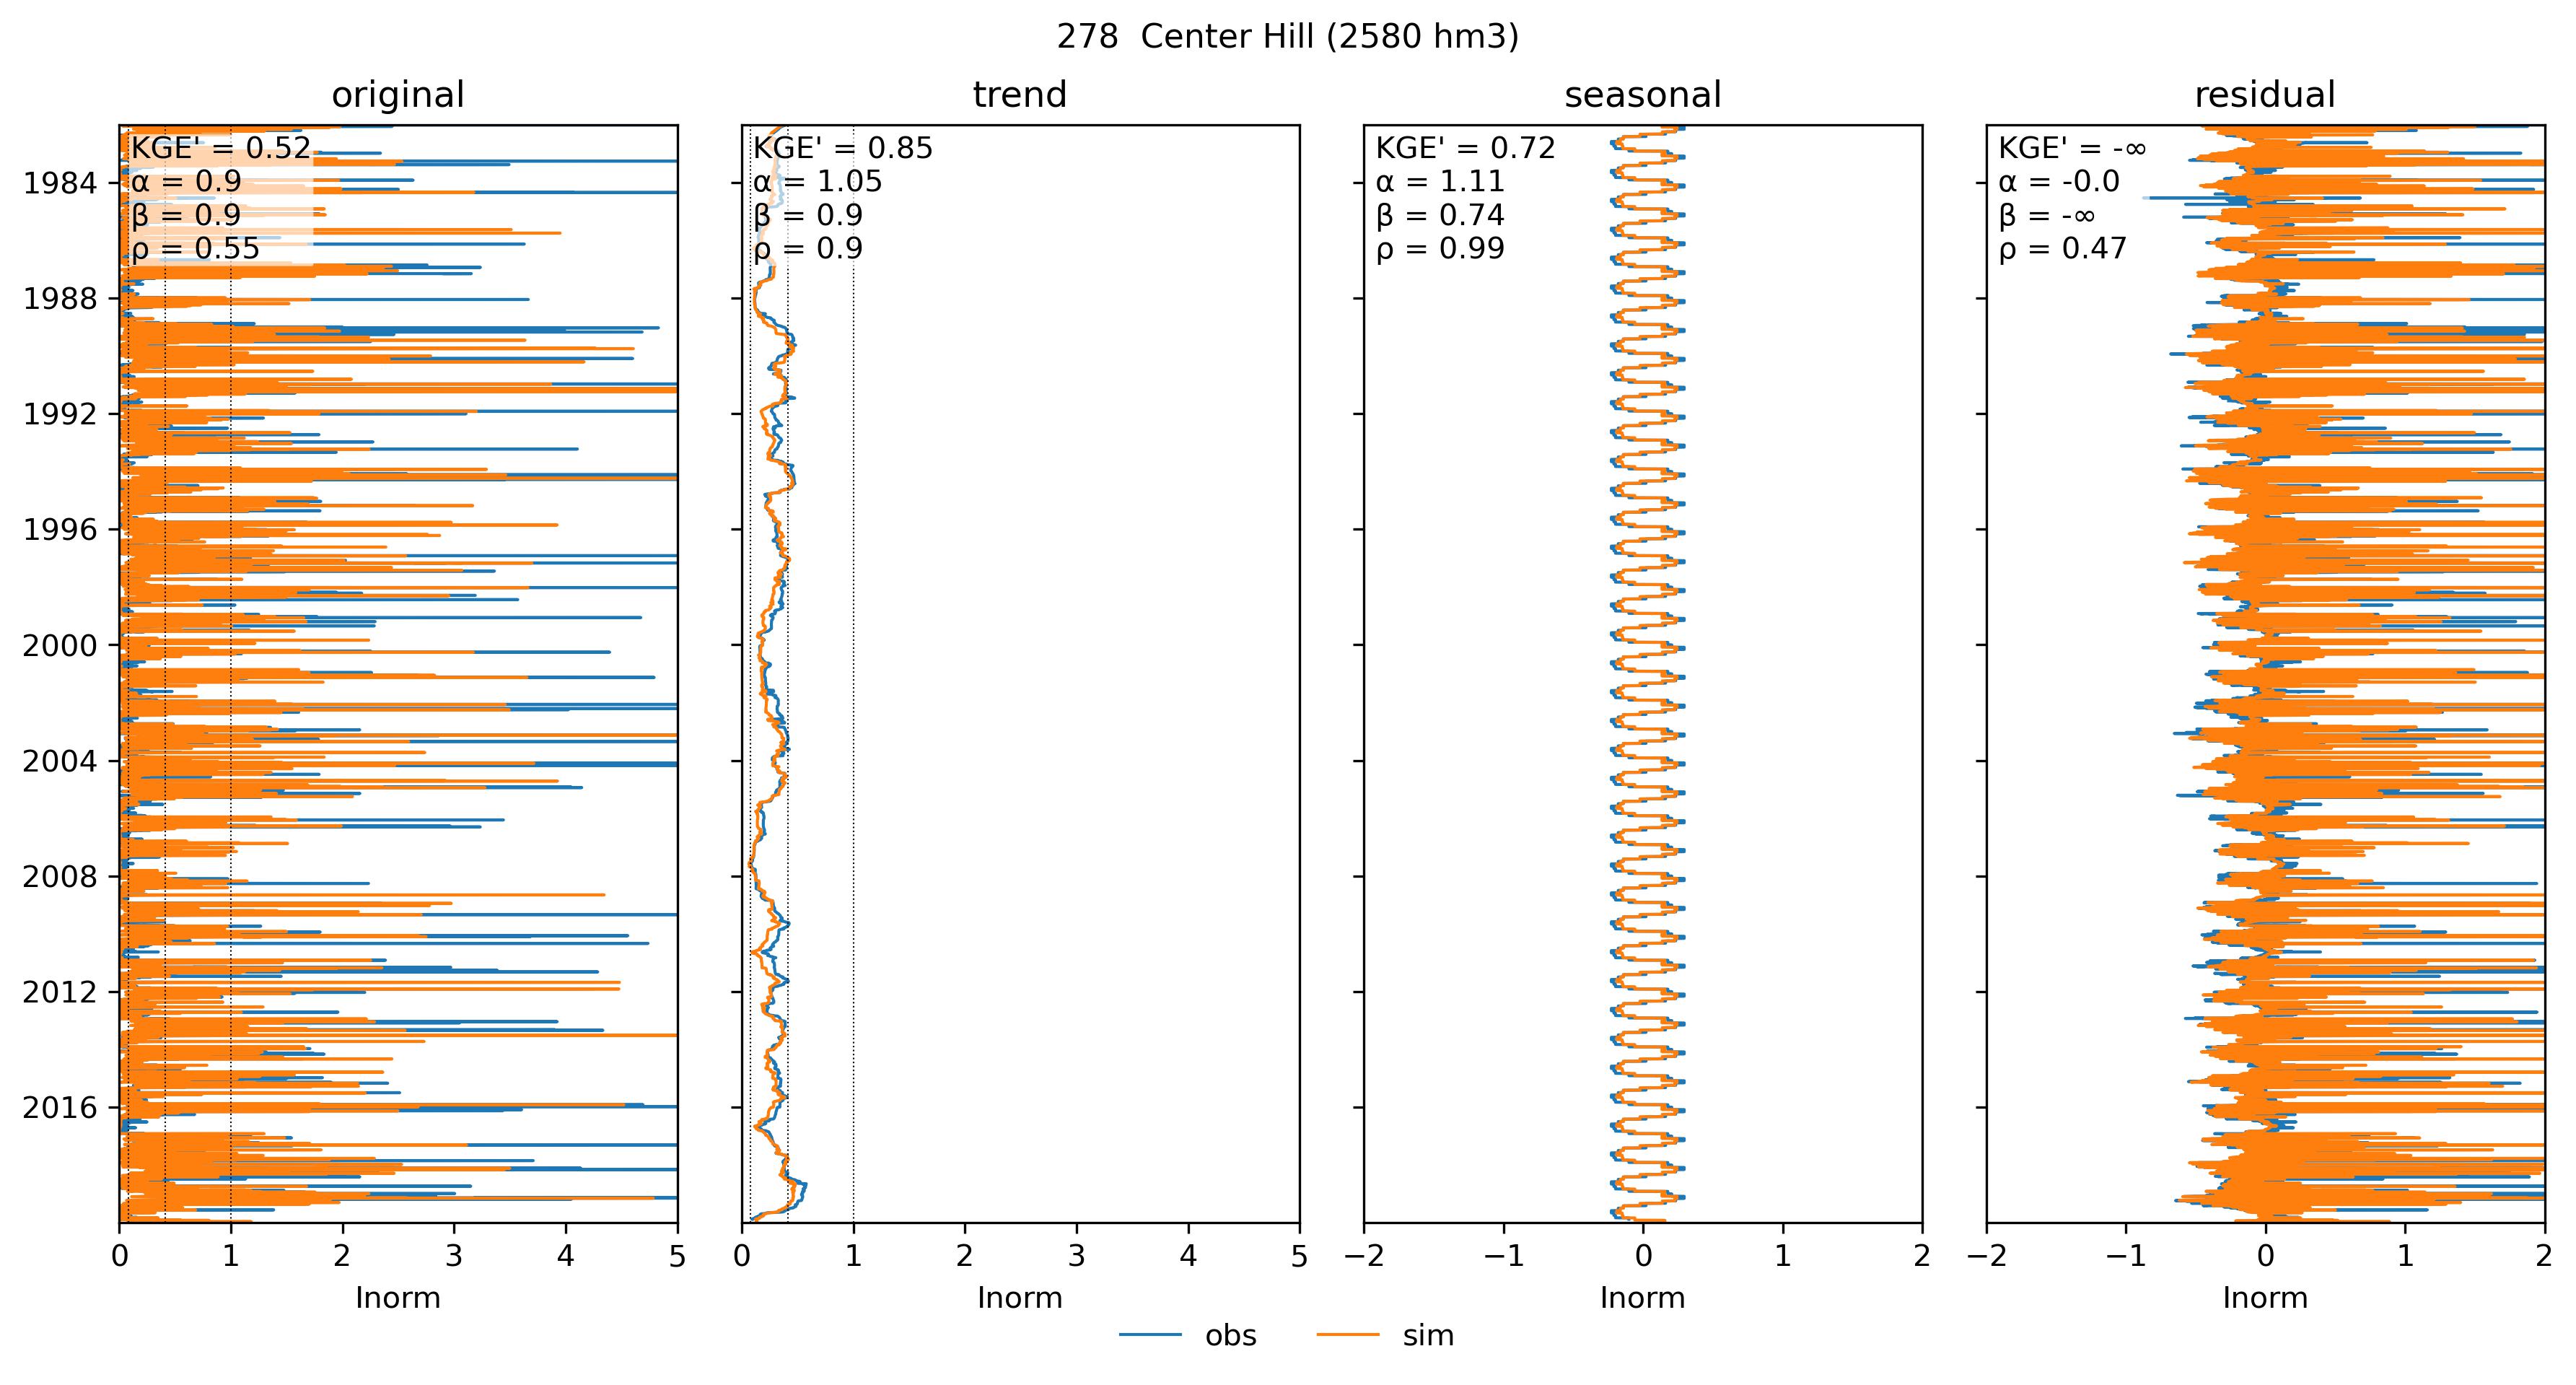 278  Center Hill (2580 hm3)
original
trend
seasonal
residual
KGE' = 0.52
α = 0.9
β = 0.9
ρ = 0.55
KGE' = 0.85
α = 1.05
β = 0.9
ρ = 0.9
KGE' = 0.72
α = 1.11
β = 0.74
ρ = 0.99
KGE' = -∞
α = -0.0
β = -∞
ρ = 0.47
1984
1988
1992
1996
2000
2004
2008
2012
2016
0 1 2 3 4 5
0 1 2 3 4 5
−2 −1 0 1 2
−2 −1 0 1 2
Inorm
Inorm
Inorm
Inorm
obs
sim